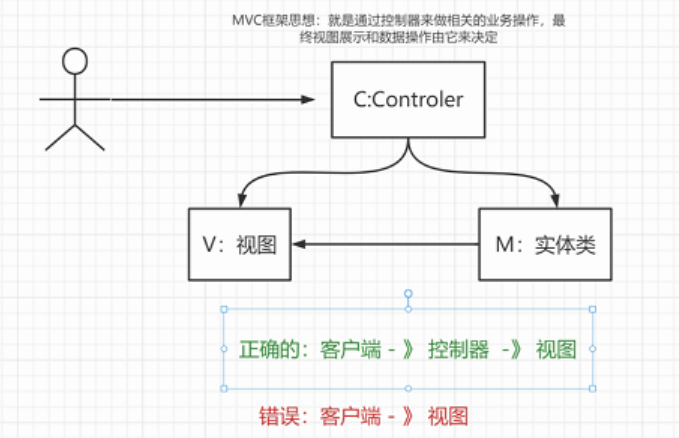 MVC框架思想：就是通过控制器来做相关的业务操作，最
终视图展示和数据操作由它来决定
C:Controler
V：视图
M：实体类
正确的：客户端 - 》 控制器 -》 视图
错误：客户端 - 》 视图